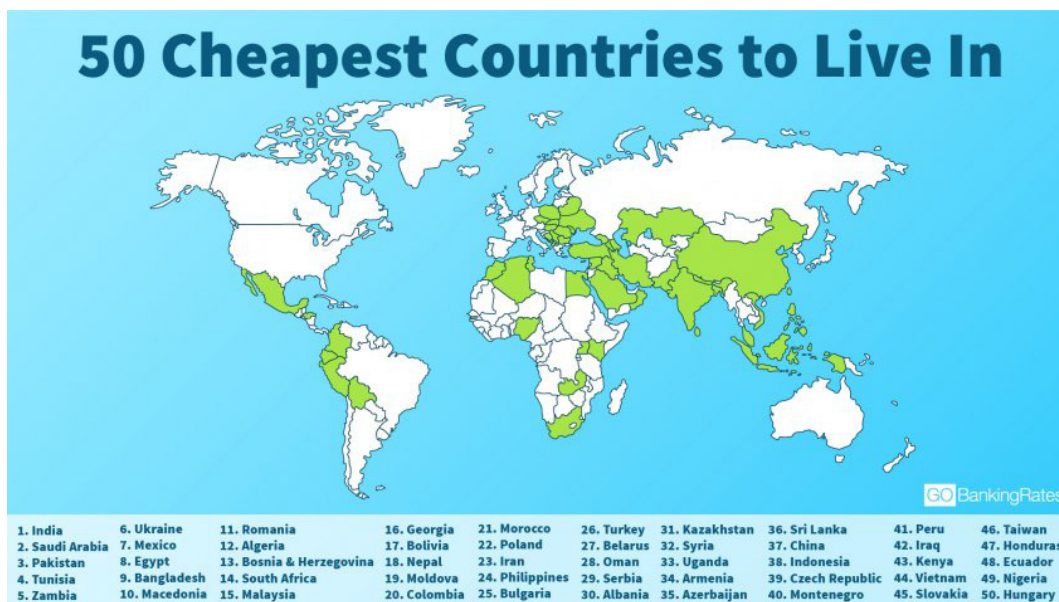 50 Cheapest Countries to Live In
GOBankingRates
1. India
2. Saudi Arabia
3. Pakistan
4. Tunisia
5. Zambia
6. Ukraine
7. Mexico
8. Egypt
9. Bangladesh
10. Macedonia
11. Romania
12. Algeria
13. Bosnia & Herzegovina
14. South Africa
15. Malaysia
16. Georgia
17. Bolivia
18. Nepal
19. Moldova
20. Colombia
21. Morocco
22. Poland
23. Iran
24. Philippines
25. Bulgaria
26. Turkey
27. Belarus
28. Oman
29. Serbia
30. Albania
31. Kazakhstan
32. Syria
33. Uganda
34. Armenia
35. Azerbaijan
36. Sri Lanka
37. China
38. Indonesia
39. Czech Republic
40. Montenegro
41. Peru
42. Iraq
43. Kenya
44. Vietnam
45. Slovakia
46. Taiwan
47. Honduras
48. Ecuador
49. Nigeria
50. Hungary